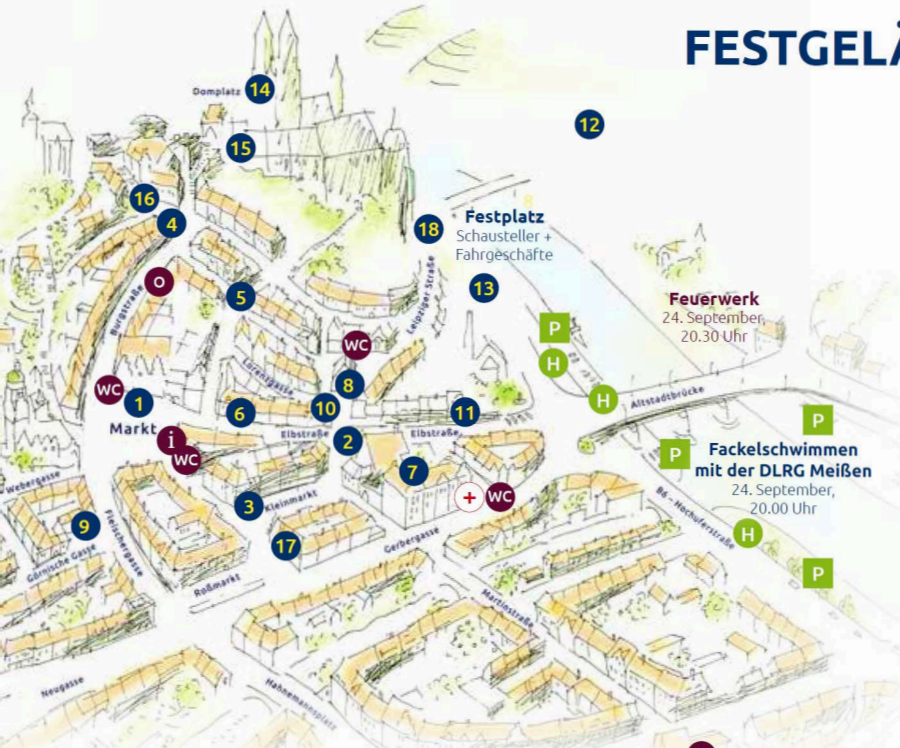 FESTGELÄ
Domplatz
14
12
15
16
4
18
Festplatz
Schausteller +
Fahrgeschäfte
13
O
5
Burgstraße
Leipziger Straße
Feuerwerk
24. September,
20.30 Uhr
P
H
WC
Lorenzgasse
8
WC
1
6
10
11
H
Altstadtbrücke
Markt
i
WC
Elbstraße
2
Elbstraße
P
P
Fackelschwimmen
mit der DLRG Meißen
24. September,
20.00 Uhr
7
+
WC
Webergasse
3
Kleinmarkt
B6 – Hochuferstraße
9
Fleischergasse
Görnische Gasse
17
Gerbergasse
H
P
Roßmarkt
Martinstraße
Neugasse
Hahnemannsplatz